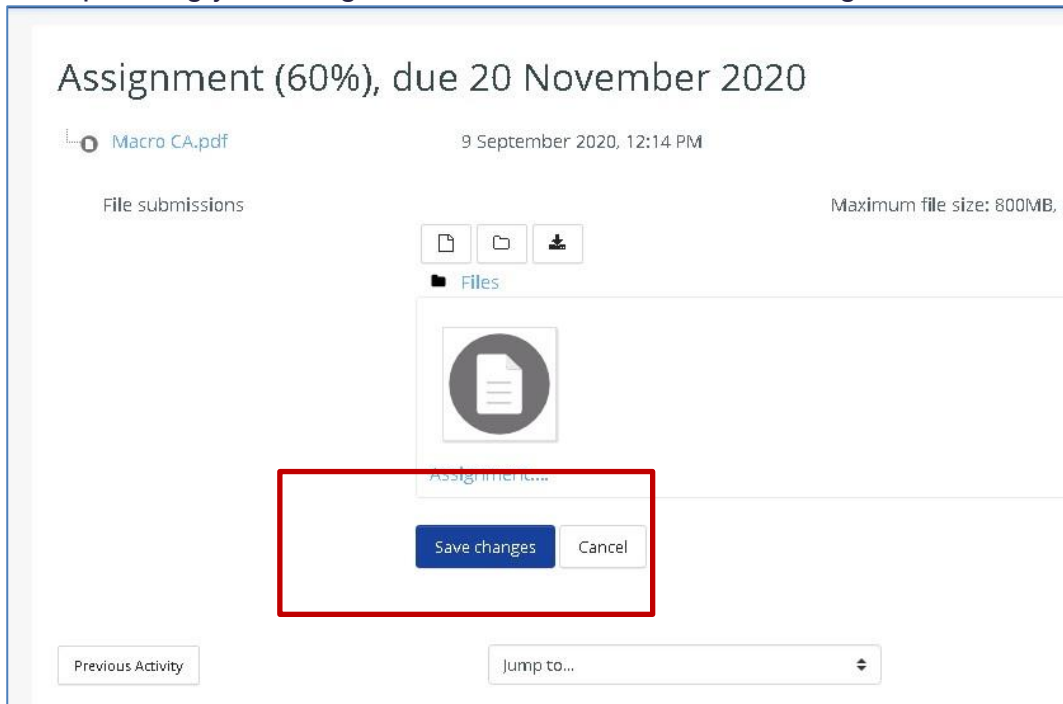 Assignment (60%), due 20 November 2020
Macro CA.pdf 9 September 2020, 12:14 PM
File submissions Maximum file size: 800MB,
Files
Assignment....
Save changes Cancel
Previous Activity Jump to...